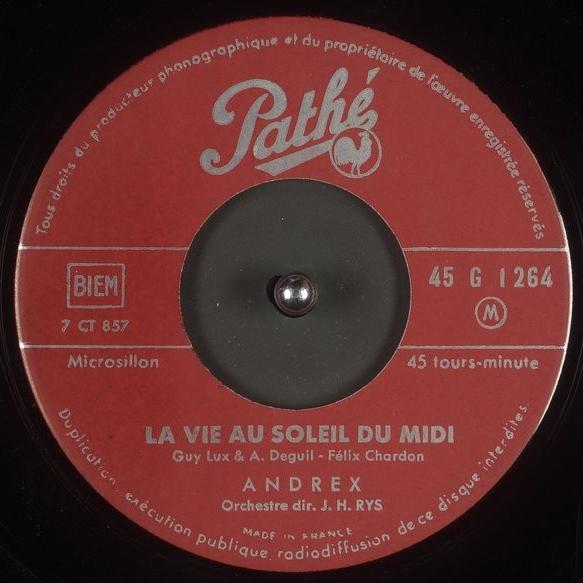 Tous droits du producteur phonographique et du propriétaire de l'œuvre enregistrée réservés
Pathé
BIEM
7 CT 857
45 G 1264
M
Microsillon
45 tours-minute
LA VIE AU SOLEIL DU MIDI
Guy Lux & A. Deguil - Félix Chardon
ANDREX
Orchestre dir. J. H. RYS
MADE IN FRANCE
Duplication, exécution publique, radiodiffusion de ce disque interdites